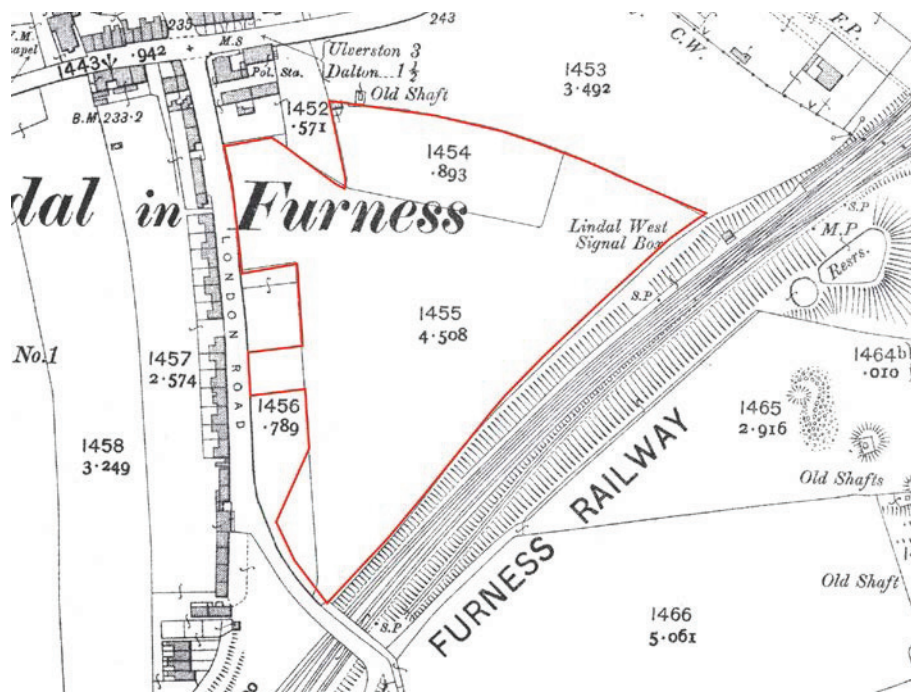 235
243
M.S
1443
.942
Ulverston 3
Dalton 1½
Pol. Sta.
Old Shaft
1452
.571
1453
3.492
C.W.
F.P.
B.M. 233.2
1454
.893
dal in Furness
Lindal West
Signal Box
S.P
M.P
Resrs.
S.P
LONDON ROAD
1455
4.508
No.1
1457
2.574
1456
.789
1458
3.249
1464b
.010
1465
2.916
Old Shafts
FURNESS RAILWAY
Old Shaft
1466
5.061
S.P